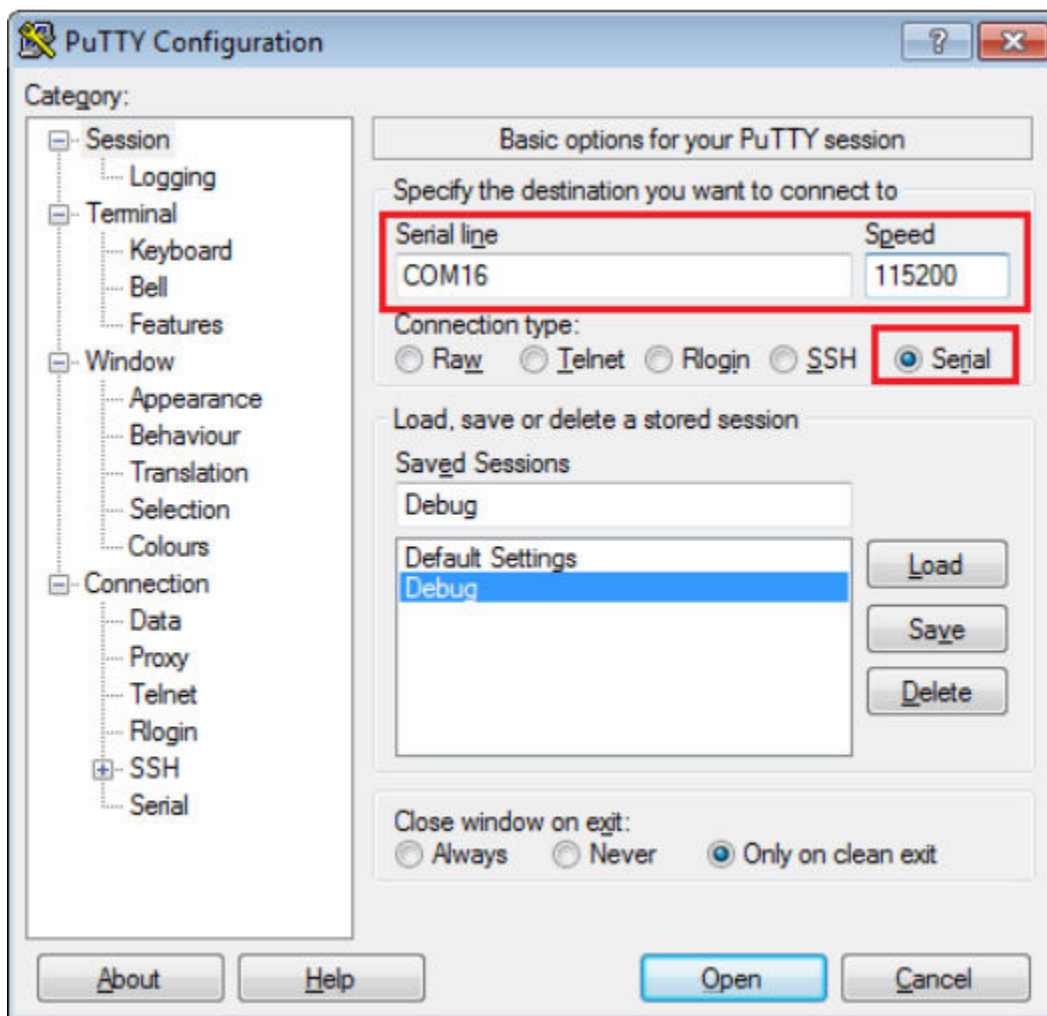 PuTTY Configuration
Category:
Session
Logging
Terminal
Keyboard
Bell
Features
Window
Appearance
Behaviour
Translation
Selection
Colours
Connection
Data
Proxy
Telnet
Rlogin
SSH
Serial
Basic options for your PuTTY session
Specify the destination you want to connect to
Serial line Speed
COM16 115200
Connection type:
Raw Telnet Rlogin SSH Serial
Load, save or delete a stored session
Saved Sessions
Debug
Default Settings
Debug
Load
Save
Delete
Close window on exit:
Always Never Only on clean exit
About Help Open Cancel